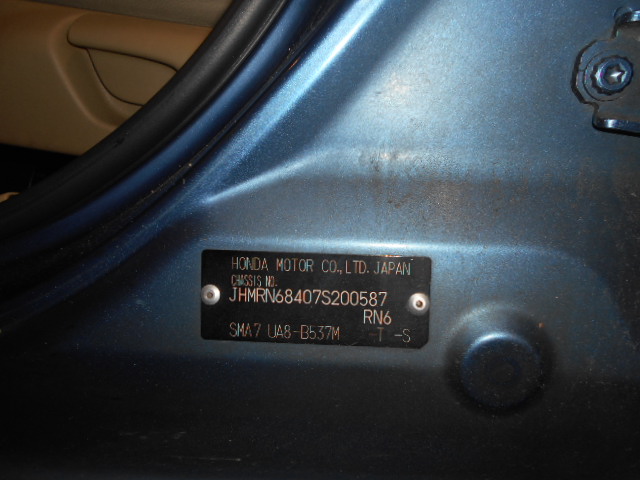 HONDA MOTOR CO.,LTD. JAPAN
CHASSIS NO.
JHMRN68407S200587
RN6
SMA7 UA8-B537M -T -S